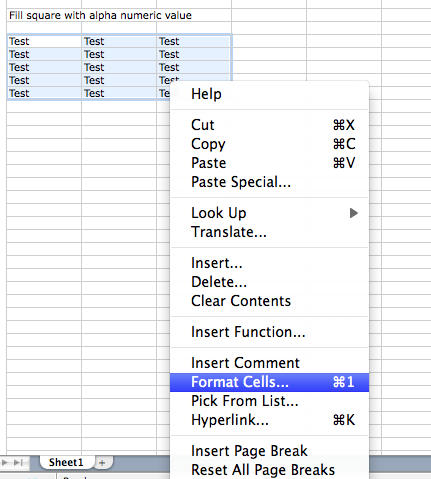 Fill square with alpha numeric value
Test Test Test
Test Test Test
Test Test Test
Test Test Test
Test Test
Help
Cut ⌘X
Copy ⌘C
Paste ⌘V
Paste Special...
Look Up
Translate...
Insert...
Delete...
Clear Contents
Insert Function...
Insert Comment
Format Cells... ⌘1
Pick From List...
Hyperlink... ⌘K
Insert Page Break
Reset All Page Breaks
Sheet1 +